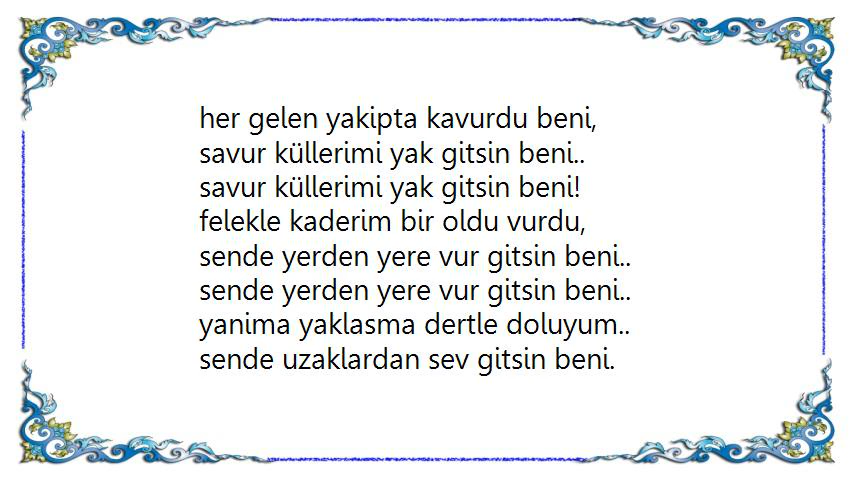 her gelen yakipta kavurdu beni,
savur küllerimi yak gitsin beni..
savur küllerimi yak gitsin beni!
felekle kaderim bir oldu vurdu,
sende yerden yere vur gitsin beni..
sende yerden yere vur gitsin beni..
yanima yaklasma dertle doluyum..
sende uzaklardan sev gitsin beni.